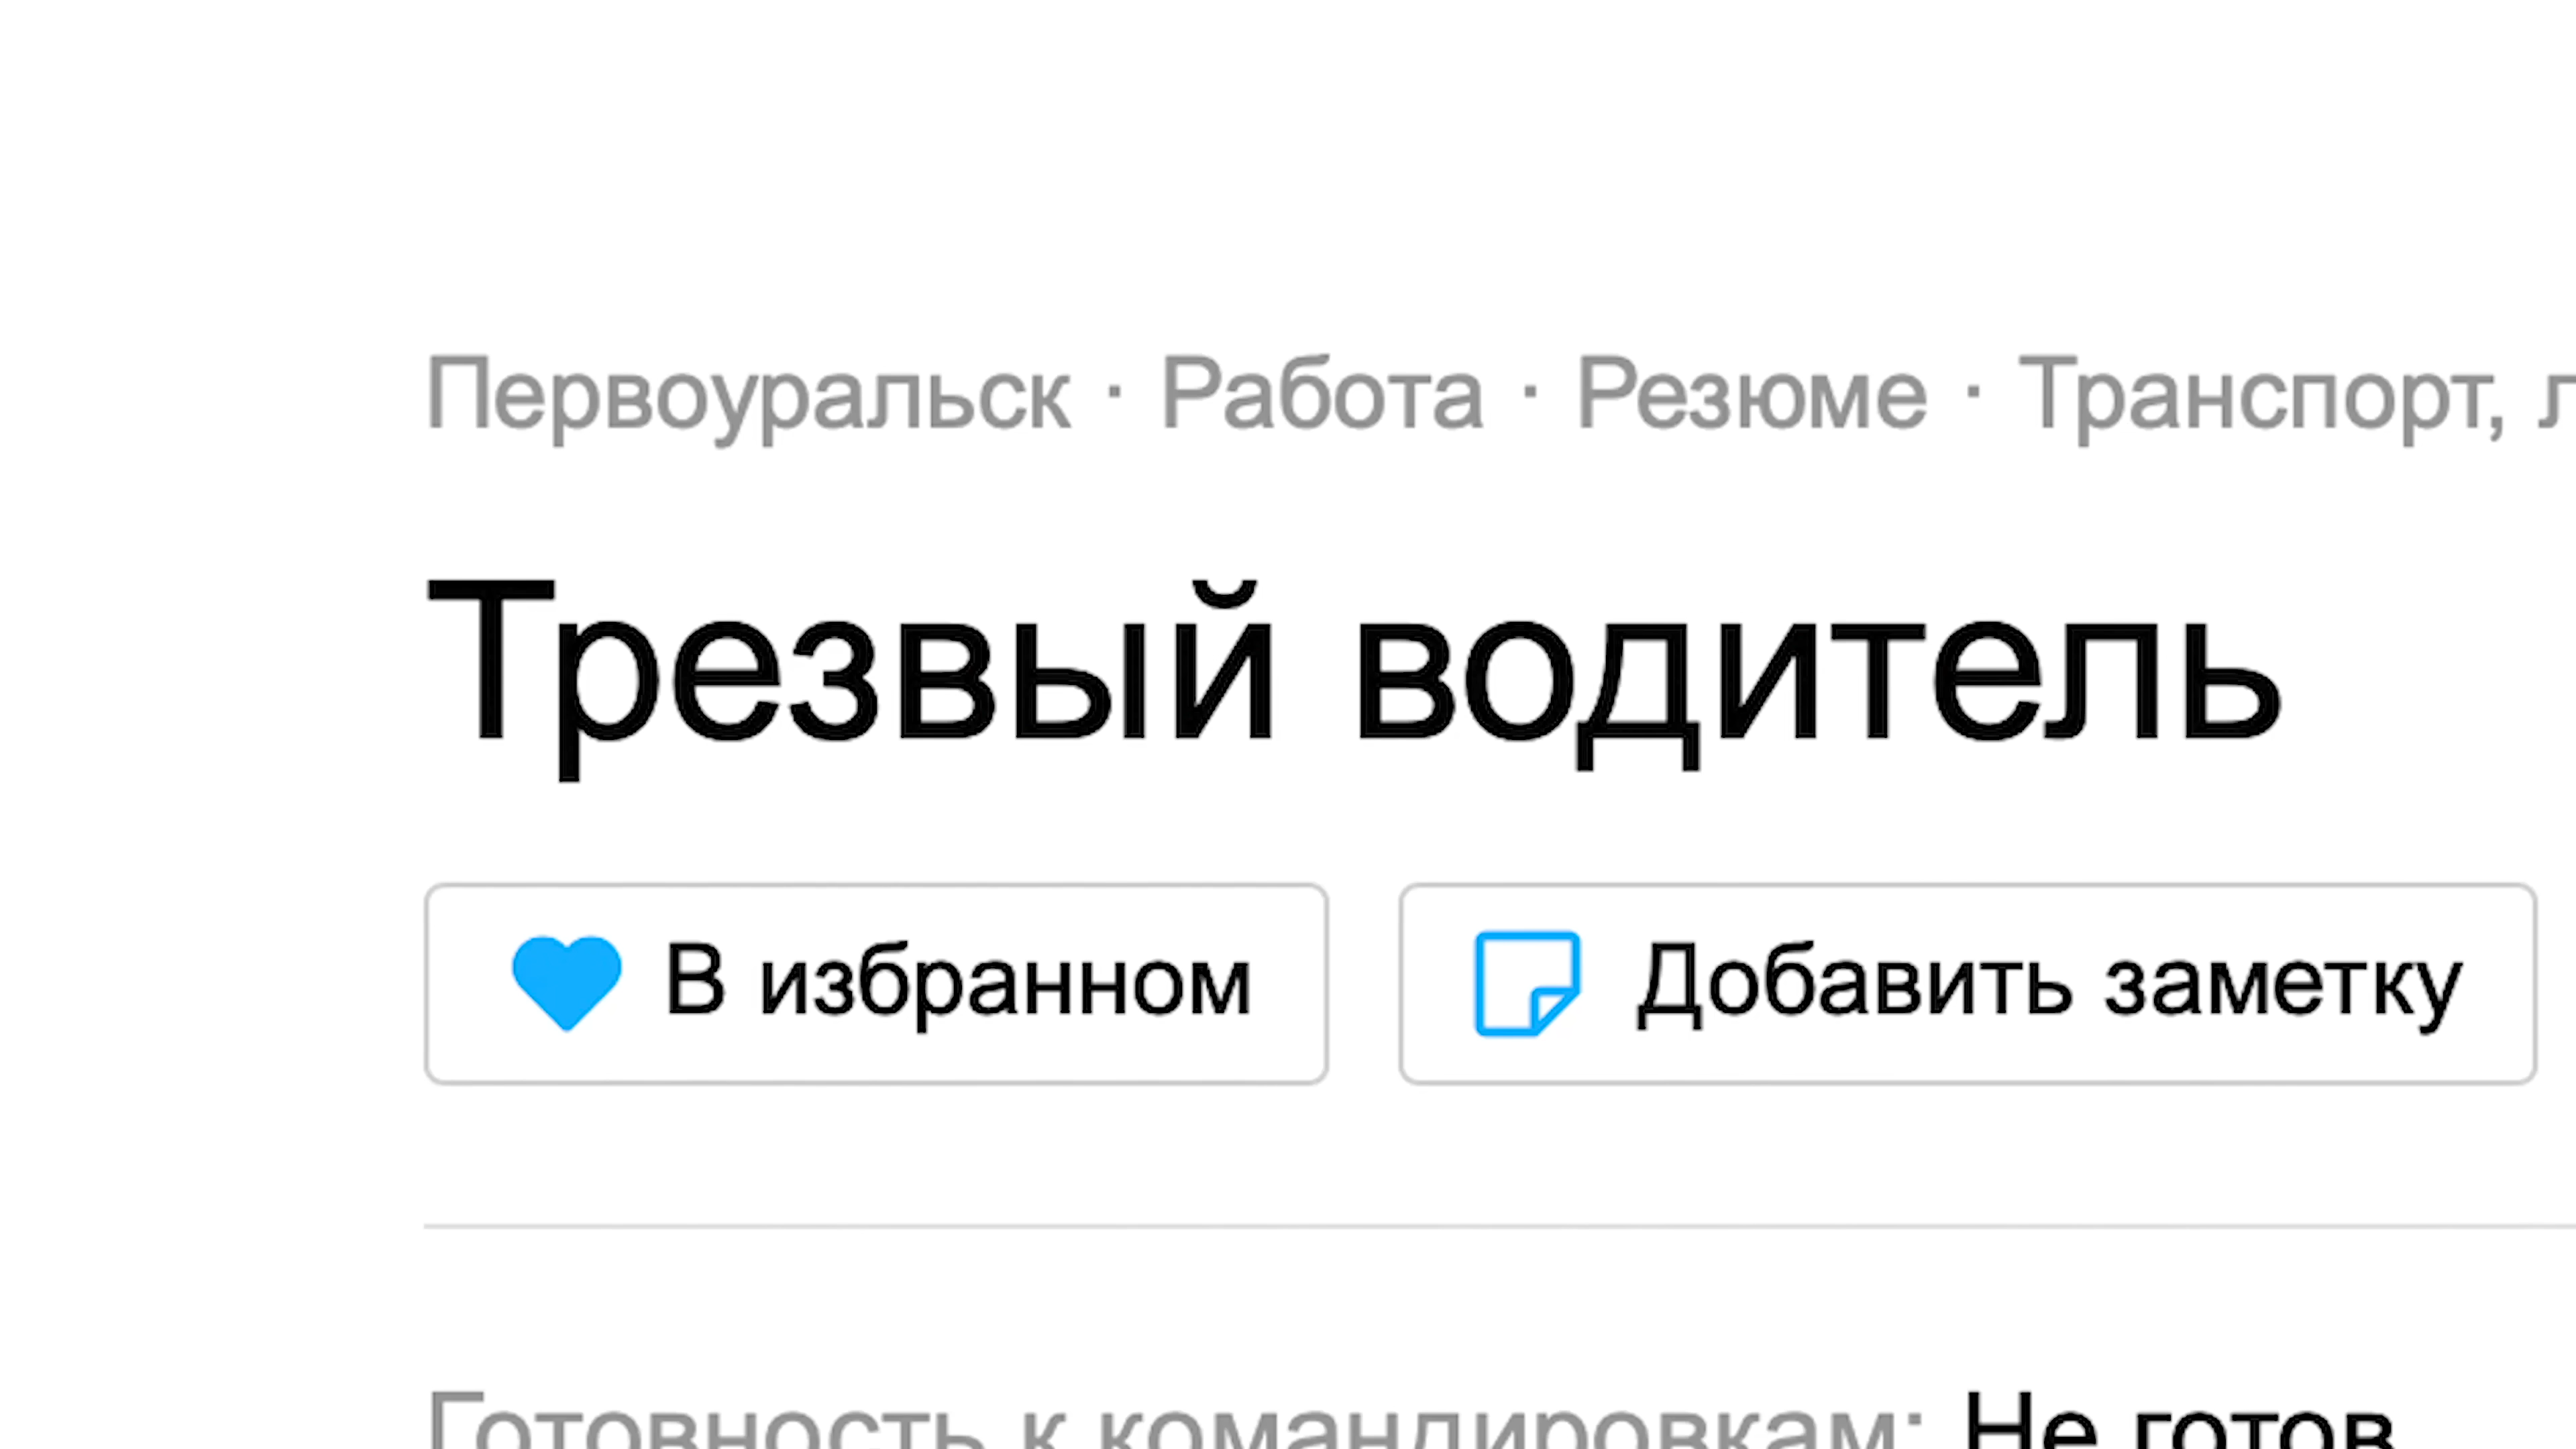 Первоуральск · Работа · Резюме · Транспорт,
Трезвый водитель
В избранном
Добавить заметку
Готовность к командировкам: Не готов